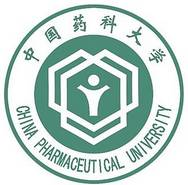 中国药科大学
CHINA PHARMACEUTICAL UNIVERSITY